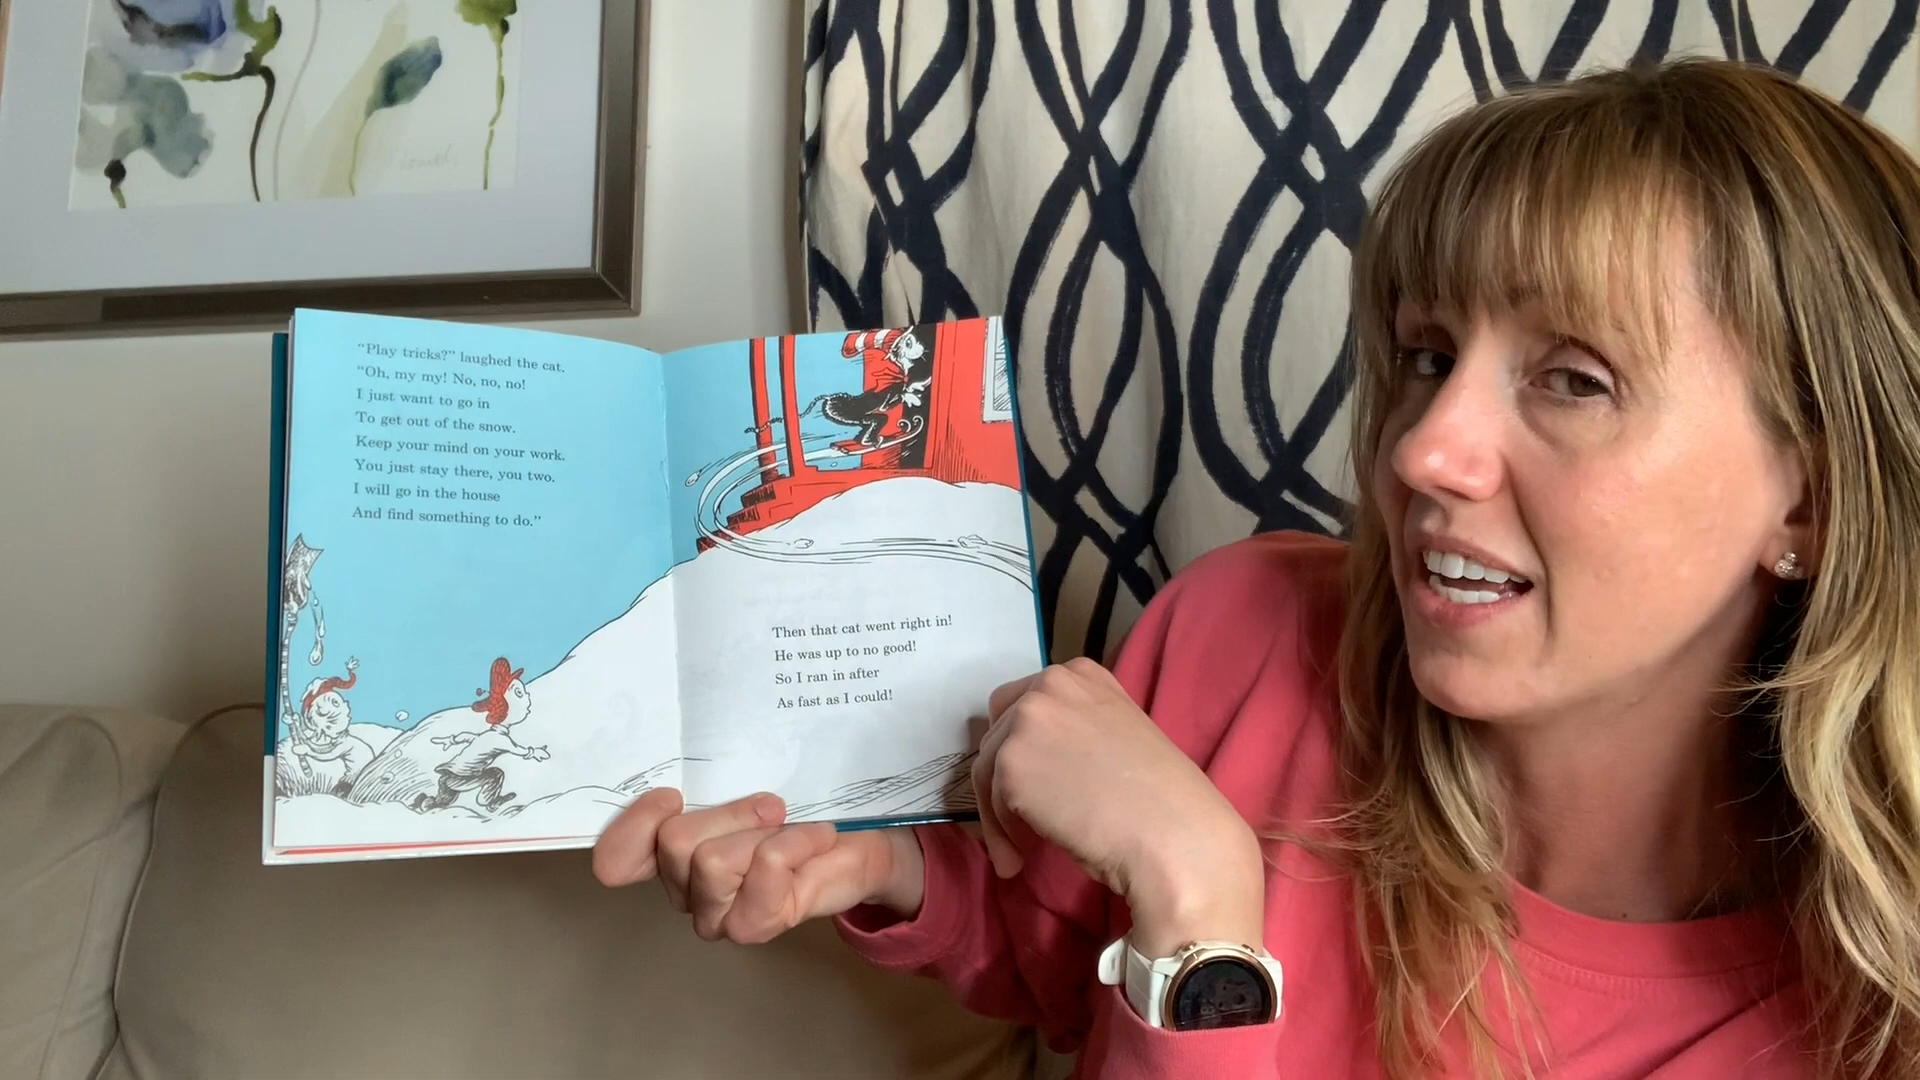 “Play tricks?” laughed the cat.
“Oh, my my! No, no, no!
I just want to go in
To get out of the snow.
Keep your mind on your work.
You just stay there, you two.
I will go in the house
And find something to do.”
Then that cat went right in!
He was up to no good!
So I ran in after
As fast as I could!